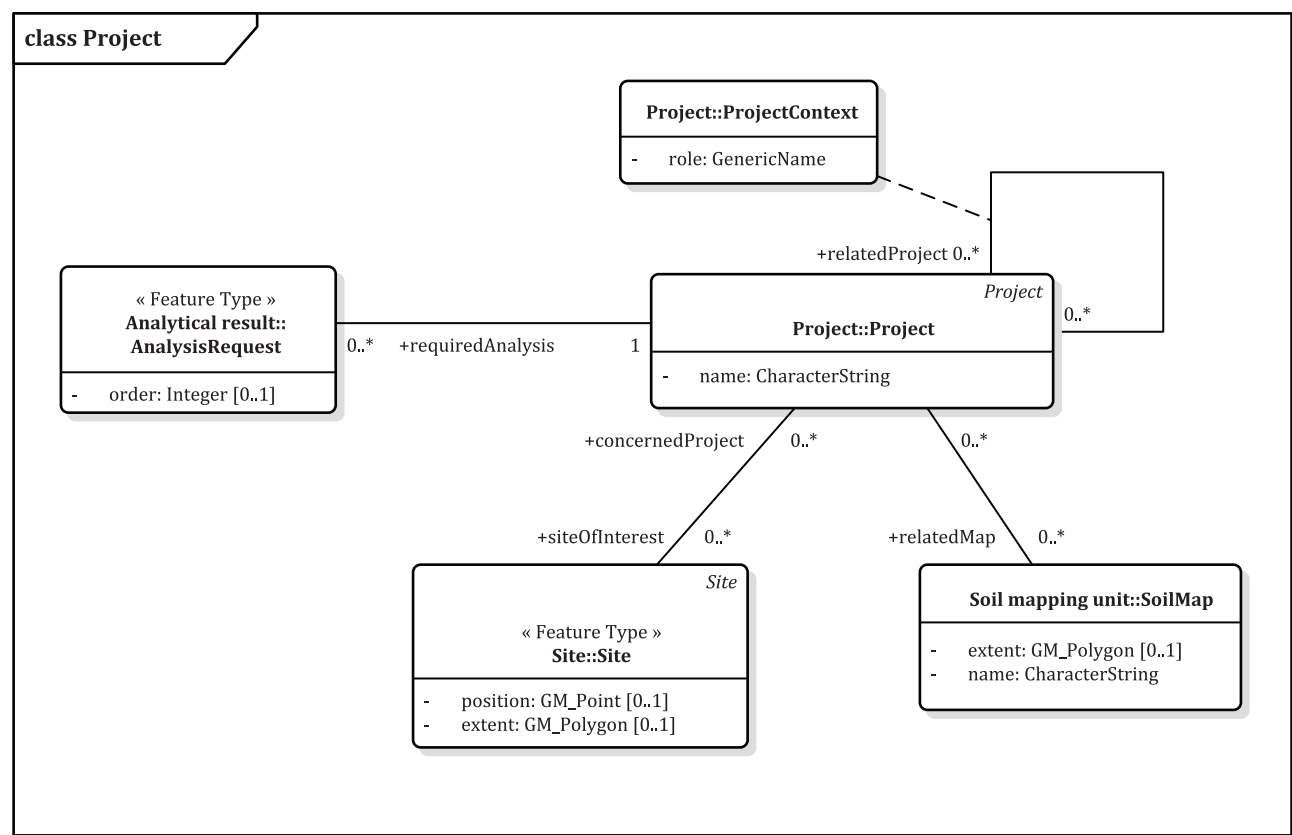 class Project
Project::ProjectContext
- role: GenericName
+relatedProject 0..*
« Feature Type »
Analytical result::
AnalysisRequest
- order: Integer [0..1]
0..* +requiredAnalysis 1
Project
Project::Project
- name: CharacterString
0..*
+concernedProject 0..*
0..*
+siteOfInterest 0..*
+relatedMap 0..*
Site
« Feature Type »
Site::Site
- position: GM_Point [0..1]
- extent: GM_Polygon [0..1]
Soil mapping unit::SoilMap
- extent: GM_Polygon [0..1]
- name: CharacterString